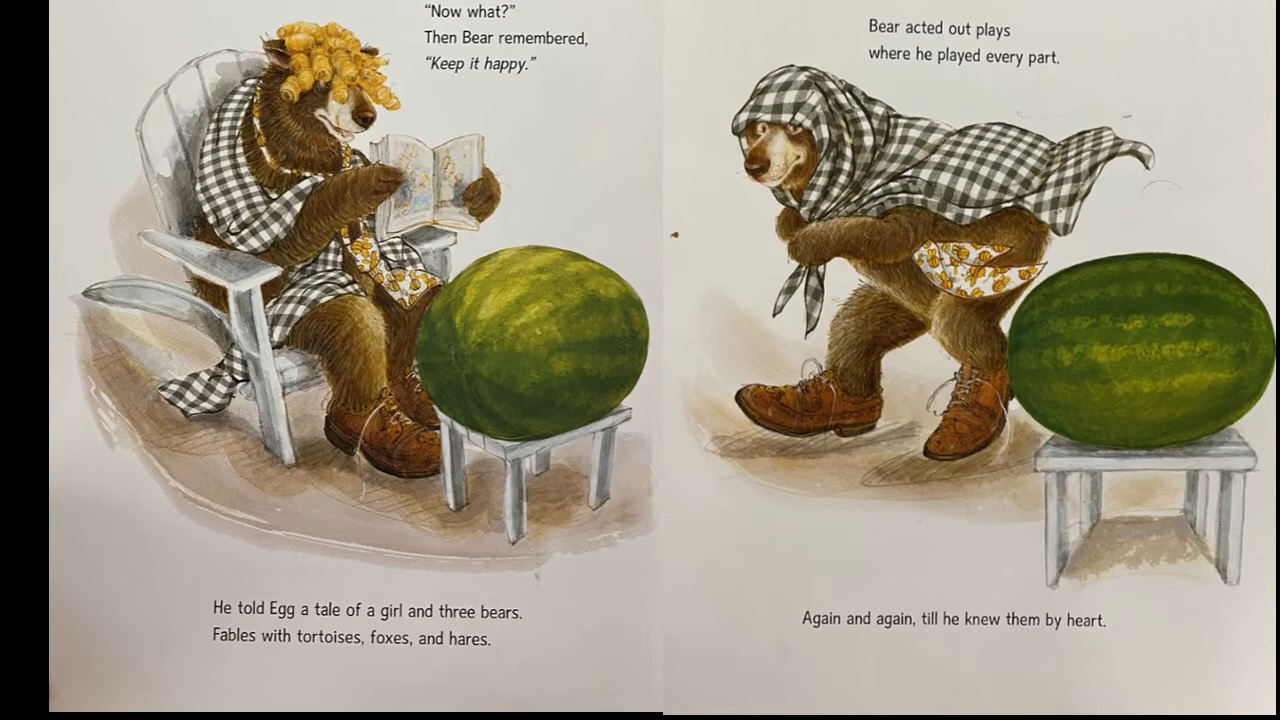 “Now what?”
Then Bear remembered,
“Keep it happy.”
He told Egg a tale of a girl and three bears.
Fables with tortoises, foxes, and hares.
Bear acted out plays
where he played every part.
Again and again, till he knew them by heart.